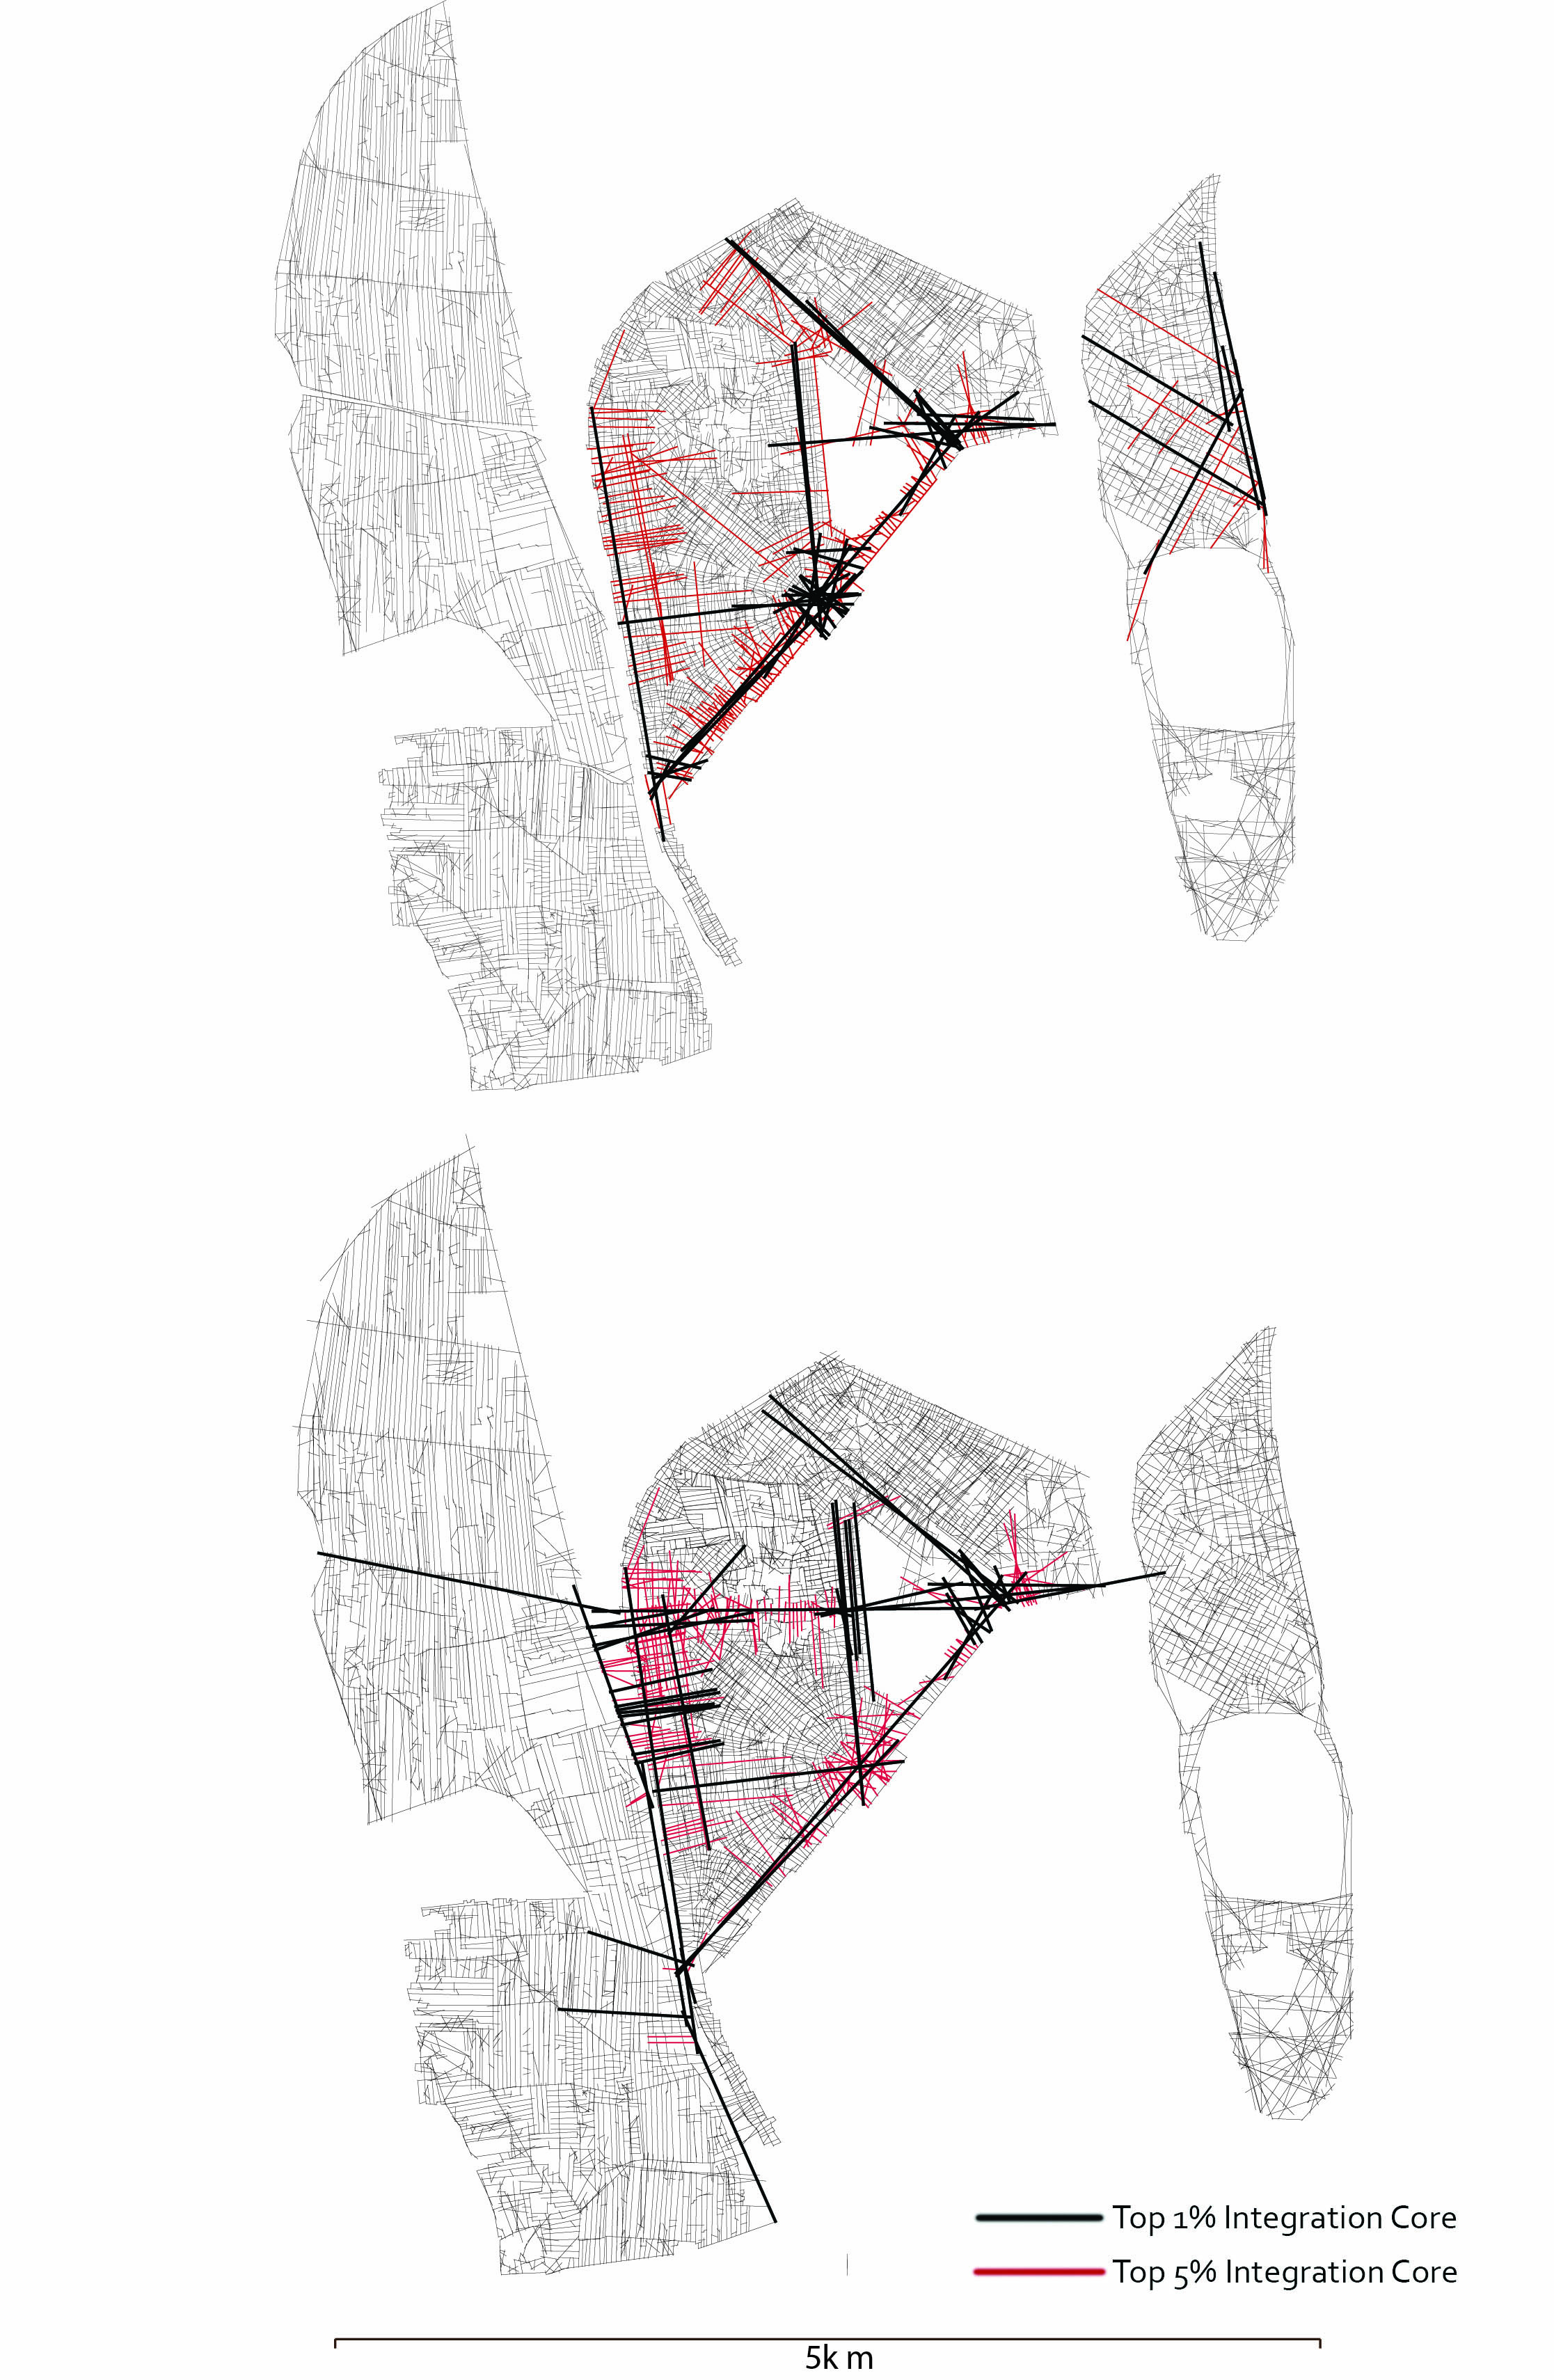 Top 1% Integration Core
Top 5% Integration Core
5k m